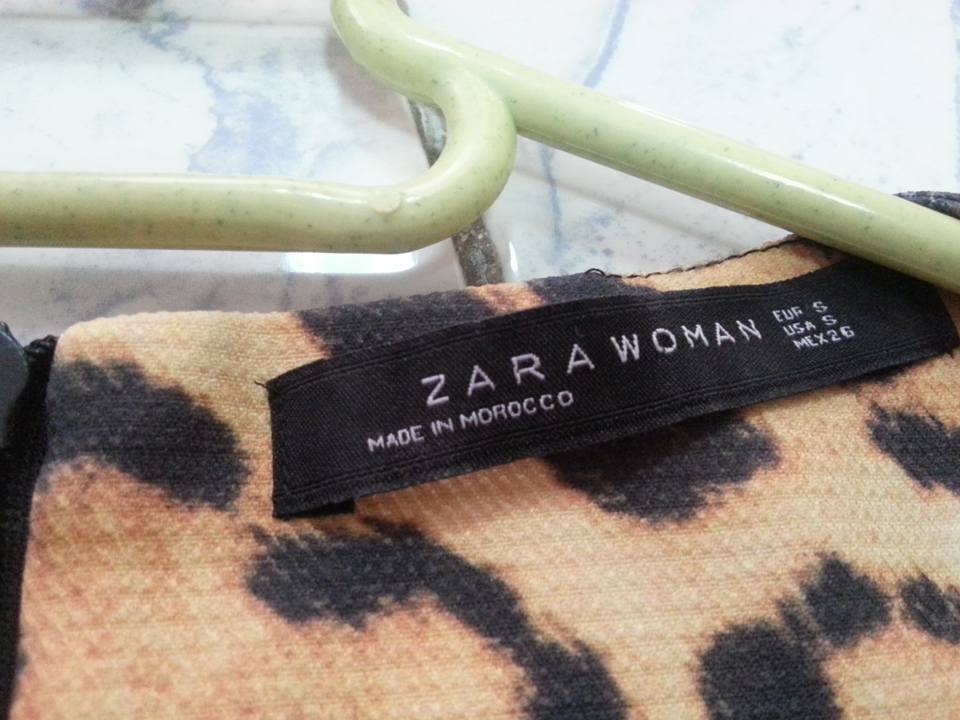 ZARA WOMAN
EUR S
USA S
MEX 26
MADE IN MOROCCO